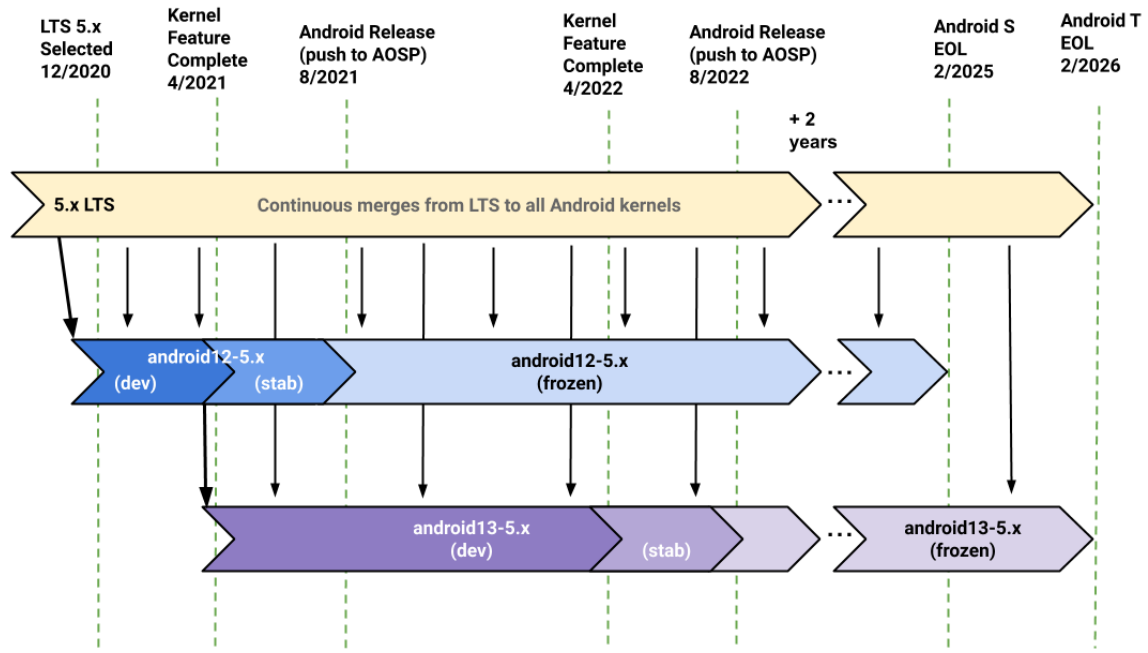 LTS 5.x
Selected
12/2020
Kernel
Feature
Complete
4/2021
Android Release
(push to AOSP)
8/2021
Kernel
Feature
Complete
4/2022
Android Release
(push to AOSP)
8/2022
Android S
EOL
2/2025
Android T
EOL
2/2026
+ 2
years
5.x LTS
Continuous merges from LTS to all Android kernels
...
android12-5.x
(dev)
(stab)
android12-5.x
(frozen)
...
android13-5.x
(dev)
(stab)
...
android13-5.x
(frozen)